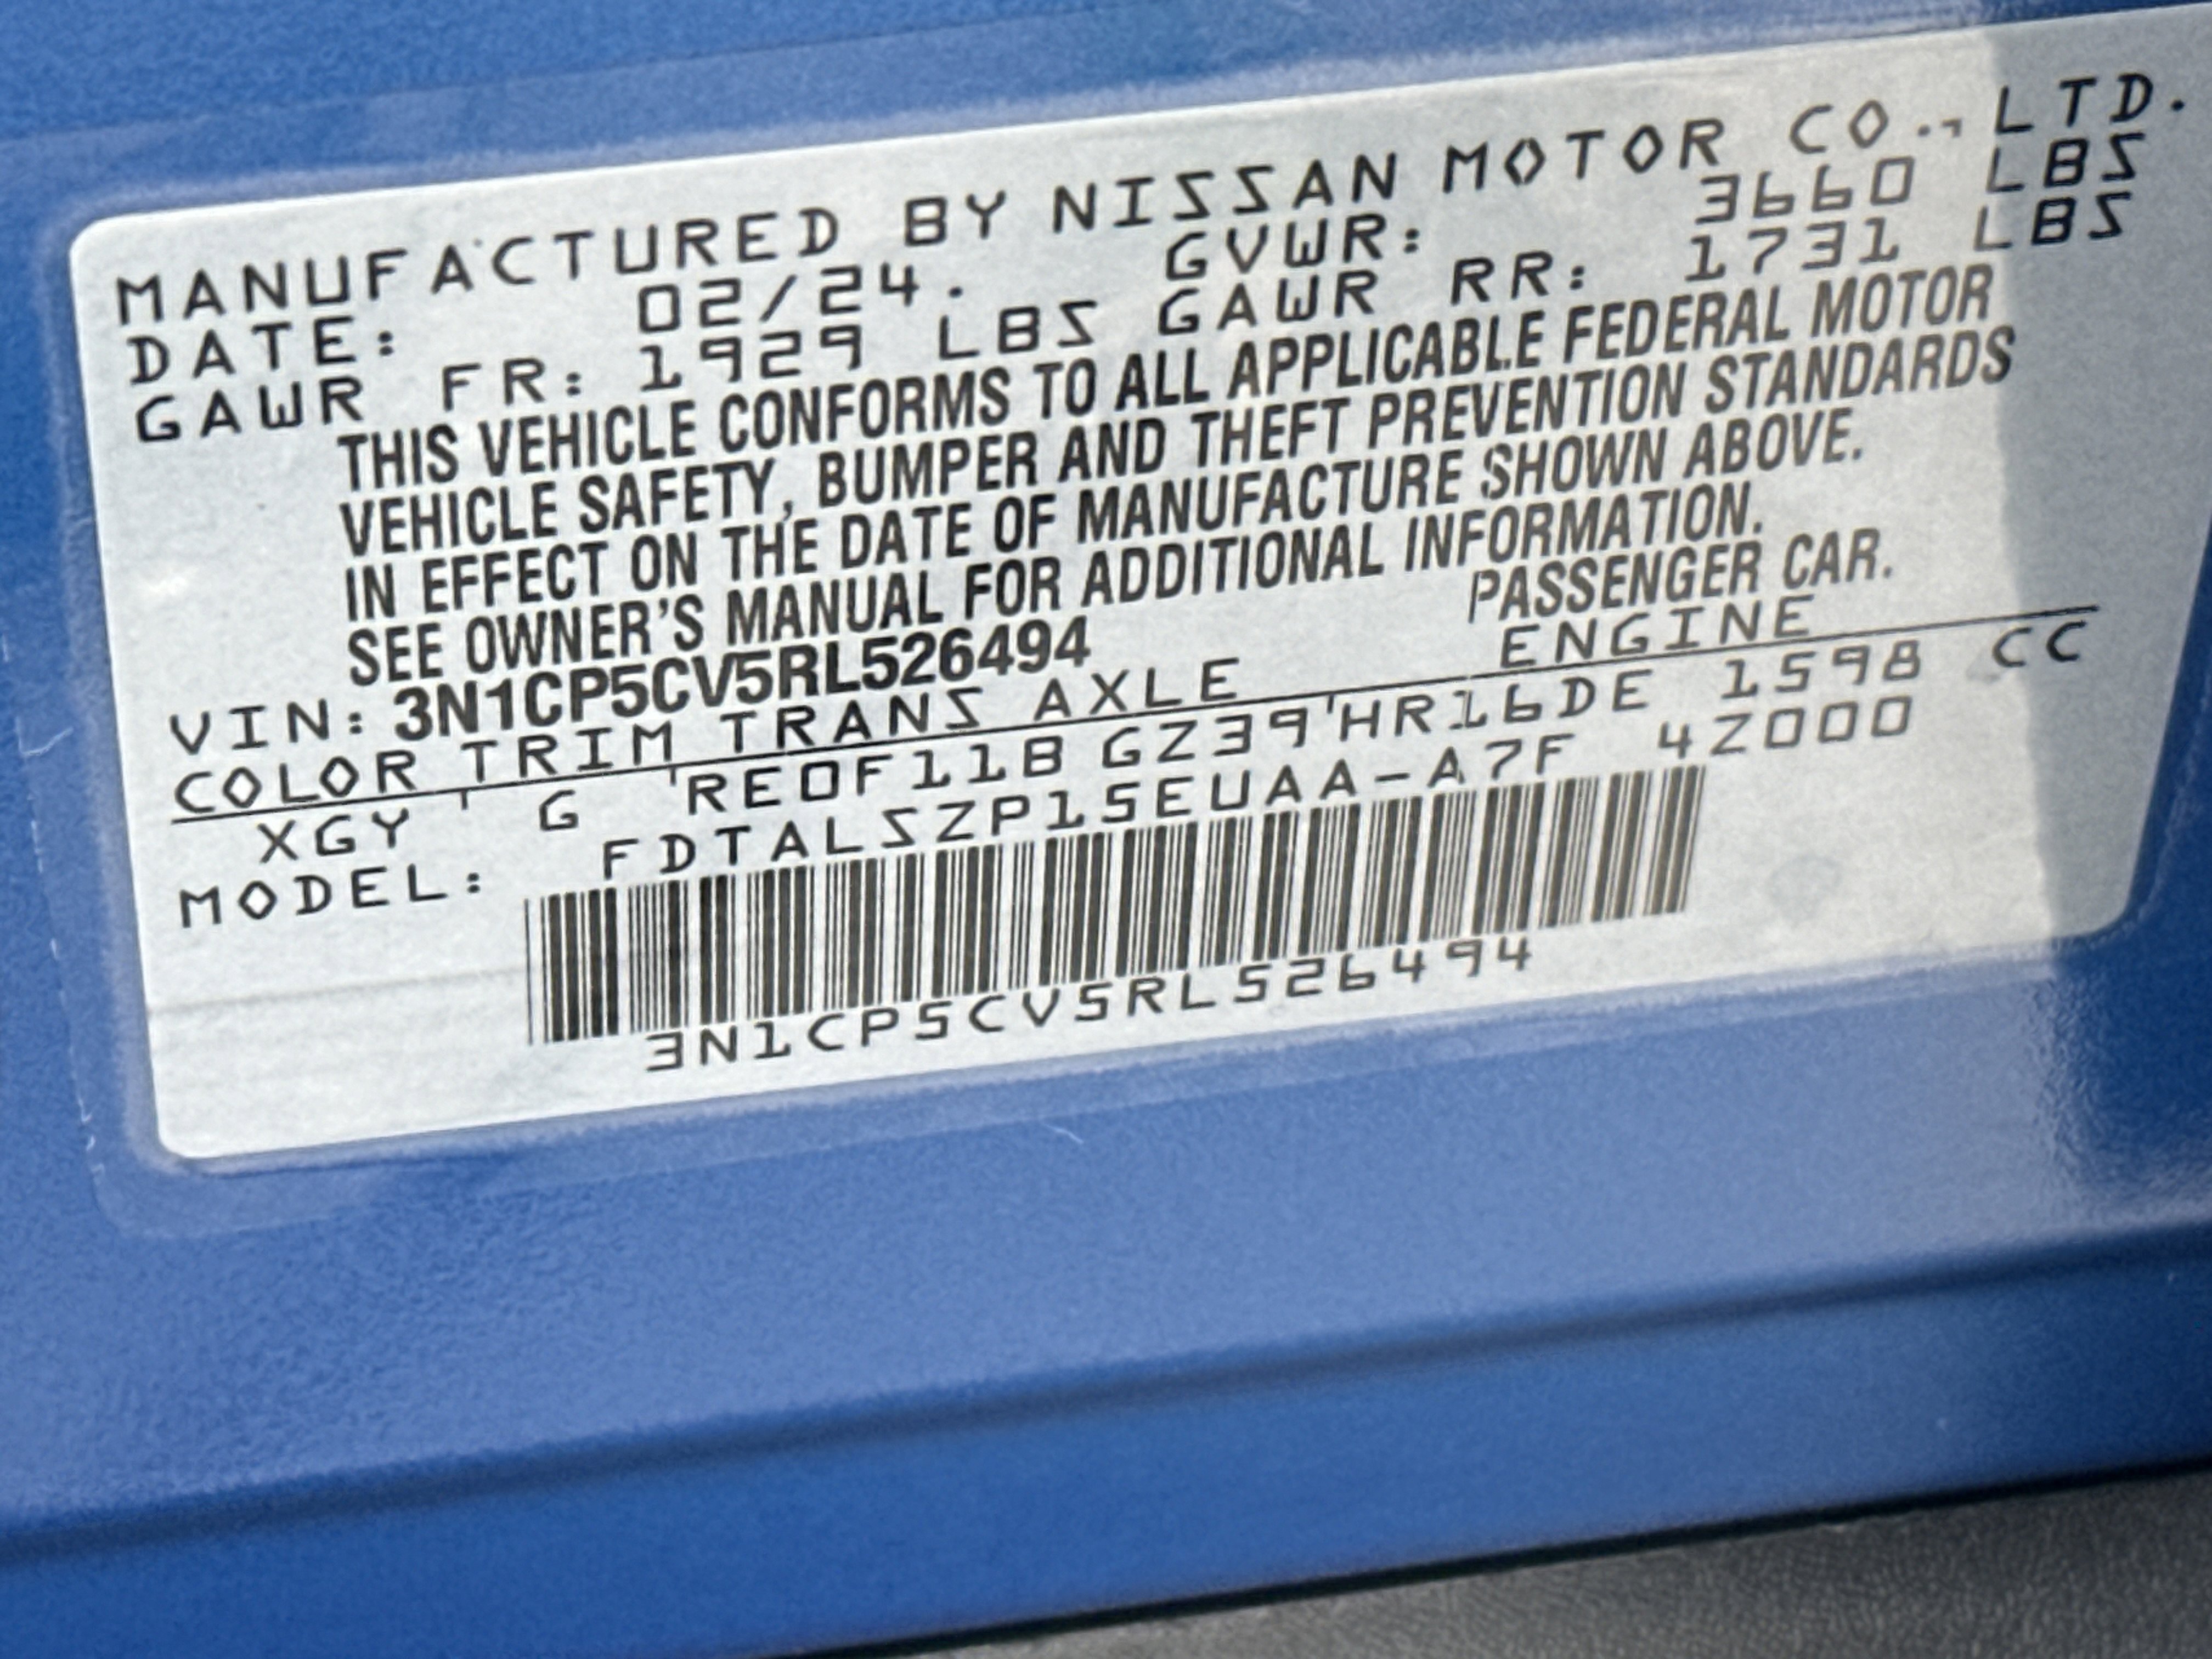 MANUFACTURED BY NISSAN MOTOR CO., LTD.
DATE: 02/24. GVWR: 3660 LBS
GAWR FR: 1929 LBS GAWR RR: 1731 LBS
THIS VEHICLE CONFORMS TO ALL APPLICABLE FEDERAL MOTOR
VEHICLE SAFETY, BUMPER AND THEFT PREVENTION STANDARDS
IN EFFECT ON THE DATE OF MANUFACTURE SHOWN ABOVE.
SEE OWNER'S MANUAL FOR ADDITIONAL INFORMATION.
VIN: 3N1CP5CV5RL526494 PASSENGER CAR.
COLOR TRIM TRANS AXLE ENGINE
XGY G RE0F11B GZ39 HR16DE 1598 CC
MODEL: FDTALSZP15EUAA-A7F 4Z000
3N1CP5CV5RL526494